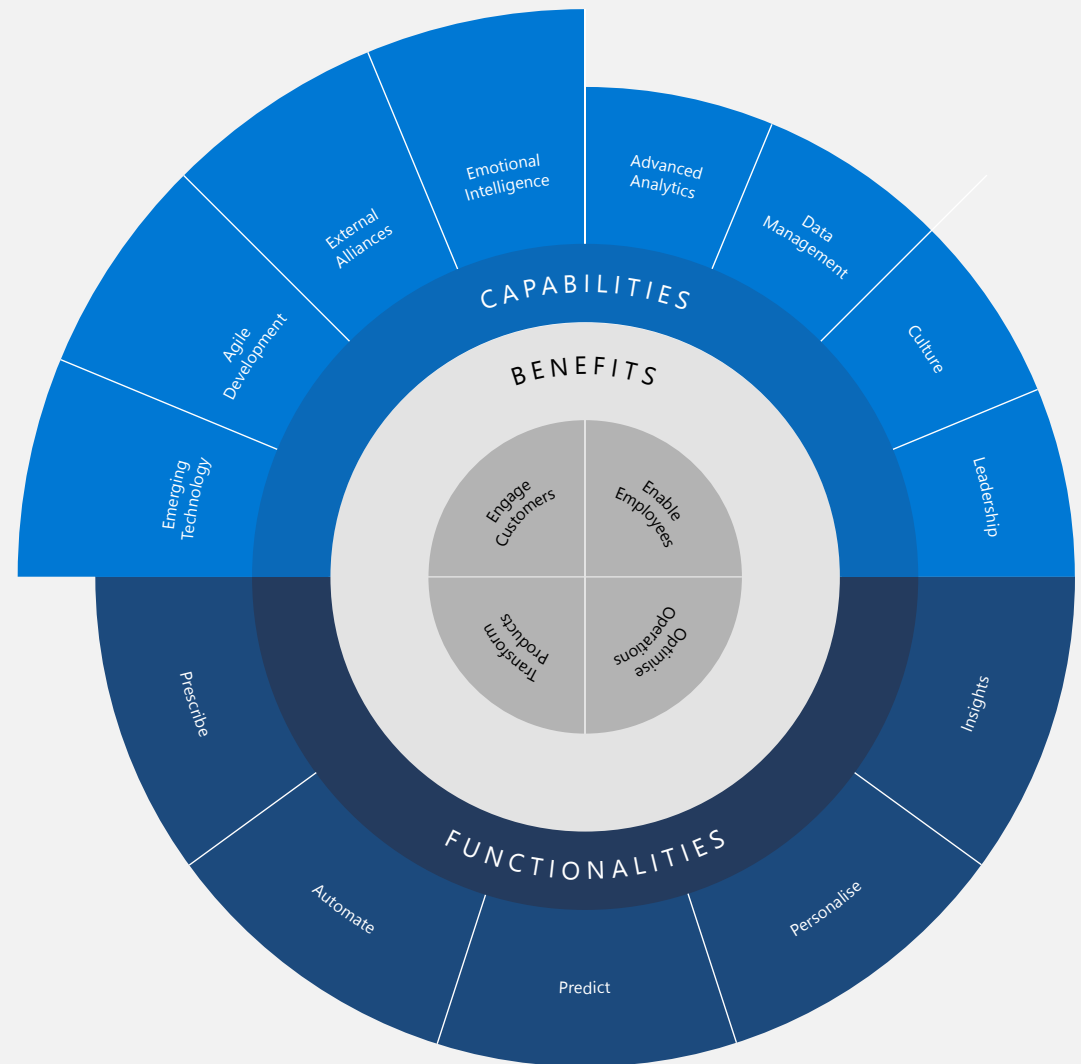 Emotional
Intelligence
Advanced
Analytics
External
Alliances
Data
Management
Agile
Development
Culture
Emerging
Technology
Leadership
CAPABILITIES
BENEFITS
Engage
Customers
Enable
Employees
Transform
Products
Optimise
Operations
FUNCTIONALITIES
Prescribe
Insights
Automate
Personalise
Predict